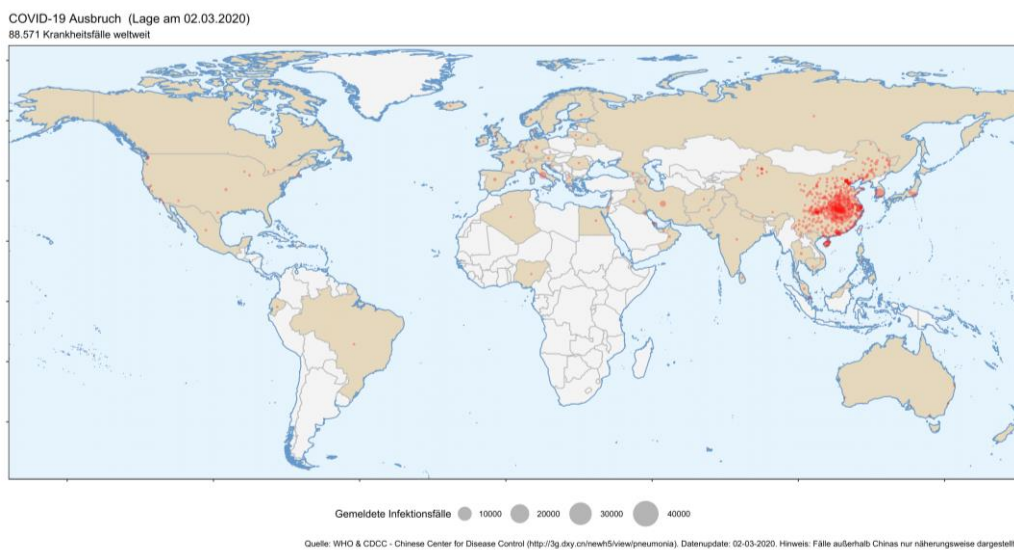 COVID-19 Ausbruch (Lage am 02.03.2020)
88.571 Krankheitsfälle weltweit
Gemeldete Infektionsfälle 10000 20000 30000 40000
Quelle: WHO & CDCC - Chinese Center for Disease Control (http://3g.dxy.cn/newh5/view/pneumonia). Datenupdate: 02-03-2020. Hinweis: Fälle außerhalb Chinas nur näherungsweise dargestellt